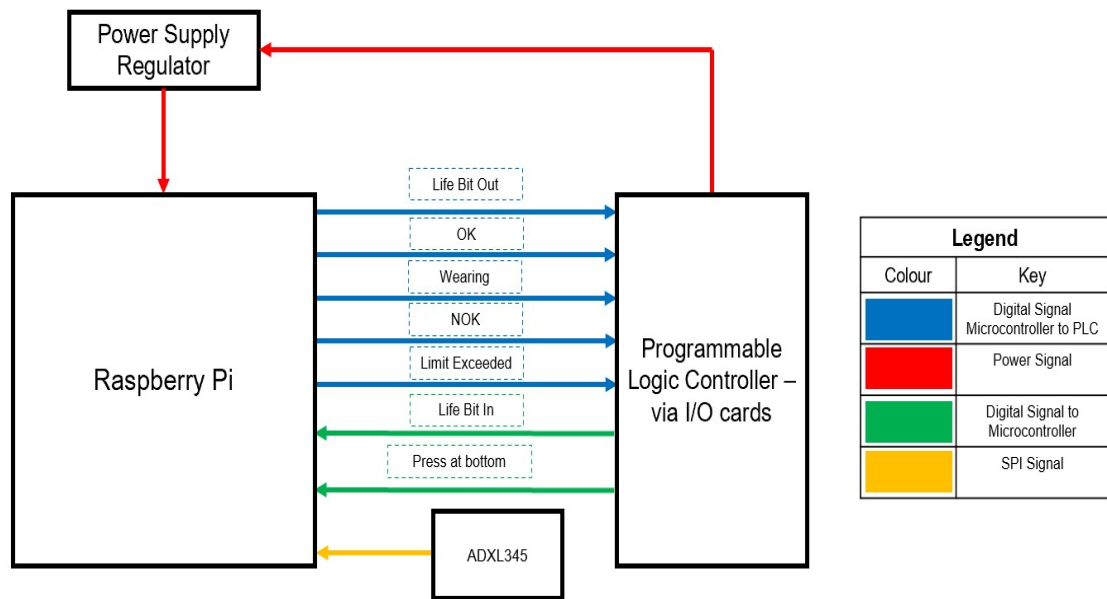 Power Supply
Regulator
Life Bit Out
OK
Wearing
NOK
Limit Exceeded
Life Bit In
Press at bottom
Raspberry Pi
Programmable
Logic Controller –
via I/O cards
ADXL345
Legend
Colour
Key
Digital Signal
Microcontroller to PLC
Power Signal
Digital Signal to
Microcontroller
SPI Signal